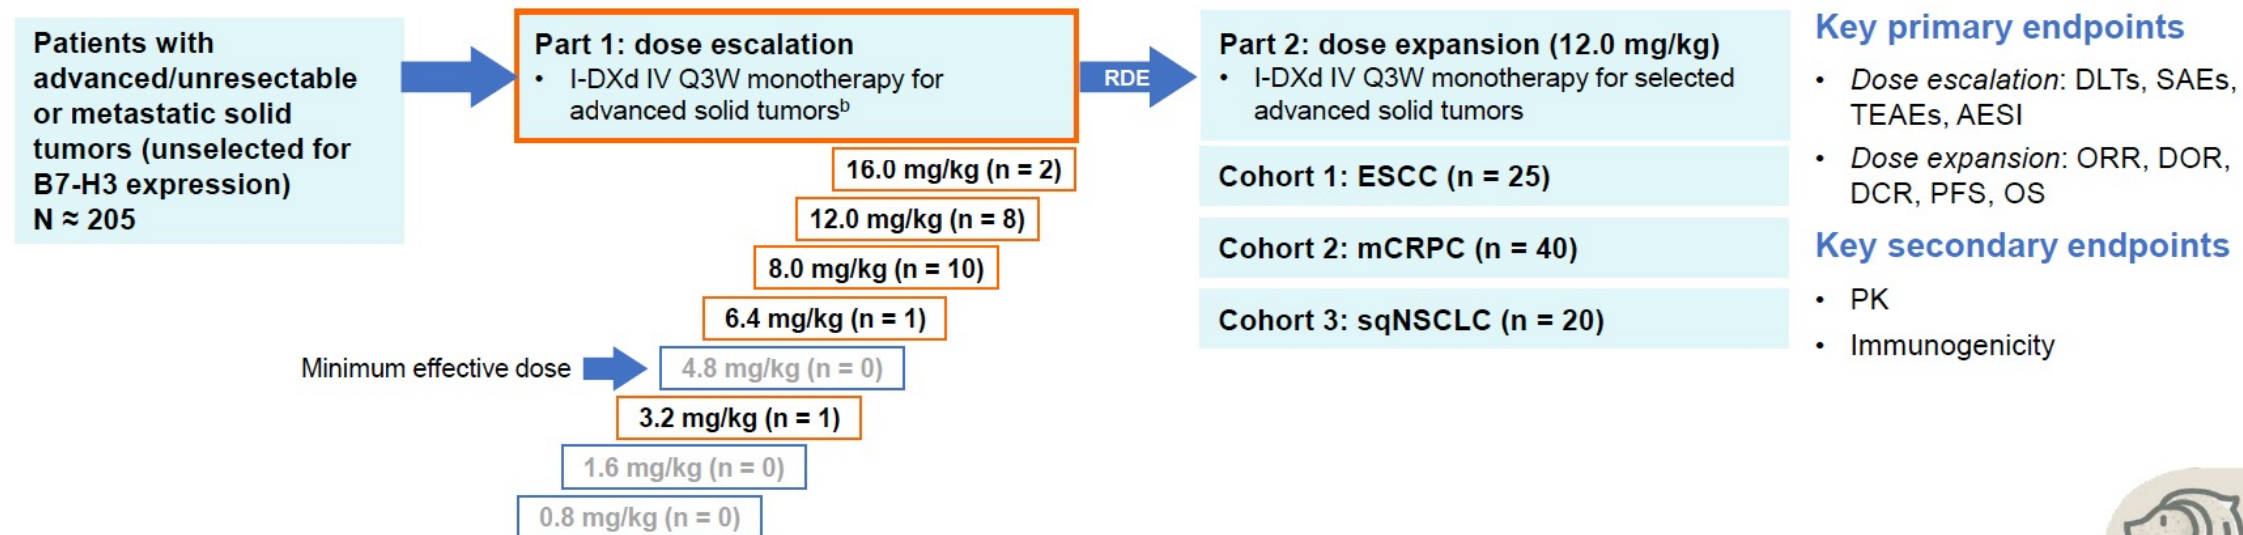 Patients with
advanced/unresectable
or metastatic solid
tumors (unselected for
B7-H3 expression)
N ≈ 205
Part 1: dose escalation
• I-DXd IV Q3W monotherapy for
advanced solid tumorsᵇ
RDE
16.0 mg/kg (n = 2)
12.0 mg/kg (n = 8)
8.0 mg/kg (n = 10)
6.4 mg/kg (n = 1)
Minimum effective dose
4.8 mg/kg (n = 0)
3.2 mg/kg (n = 1)
1.6 mg/kg (n = 0)
0.8 mg/kg (n = 0)
Part 2: dose expansion (12.0 mg/kg)
• I-DXd IV Q3W monotherapy for selected
advanced solid tumors
Cohort 1: ESCC (n = 25)
Cohort 2: mCRPC (n = 40)
Cohort 3: sqNSCLC (n = 20)
Key primary endpoints
• Dose escalation: DLTs, SAEs,
TEAEs, AESI
• Dose expansion: ORR, DOR,
DCR, PFS, OS
Key secondary endpoints
• PK
• Immunogenicity